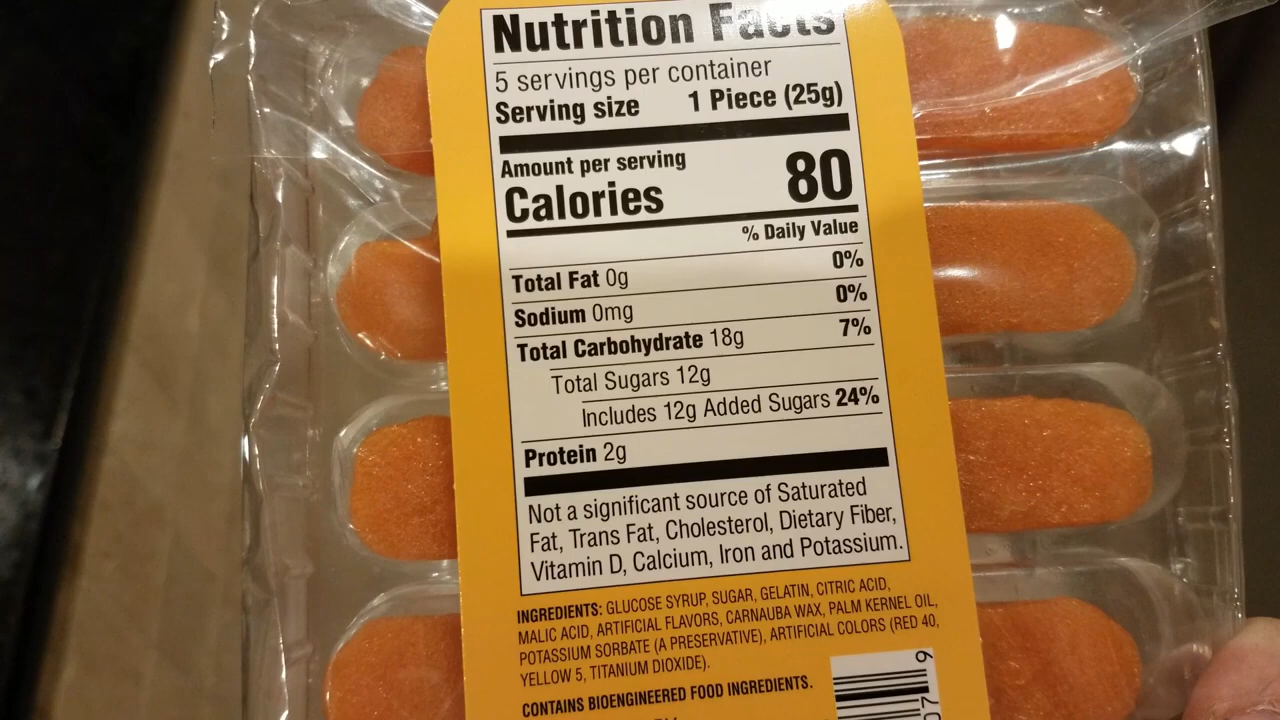 Nutrition Facts
5 servings per container
Serving size 1 Piece (25g)
Amount per serving
Calories 80
% Daily Value
Total Fat 0g 0%
Sodium 0mg 0%
Total Carbohydrate 18g 7%
Total Sugars 12g
Includes 12g Added Sugars 24%
Protein 2g
Not a significant source of Saturated
Fat, Trans Fat, Cholesterol, Dietary Fiber,
Vitamin D, Calcium, Iron and Potassium.
INGREDIENTS: GLUCOSE SYRUP, SUGAR, GELATIN, CITRIC ACID,
MALIC ACID, ARTIFICIAL FLAVORS, CARNAUBA WAX, PALM KERNEL OIL,
POTASSIUM SORBATE (A PRESERVATIVE), ARTIFICIAL COLORS (RED 40,
YELLOW 5, TITANIUM DIOXIDE).
CONTAINS BIOENGINEERED FOOD INGREDIENTS.
9